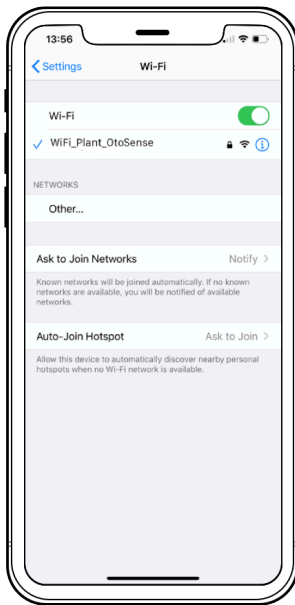 13:56
Settings
Wi-Fi
Wi-Fi
WiFi_Plant_OtoSense
NETWORKS
Other...
Ask to Join Networks
Notify
Known networks will be joined automatically. If no known
networks are available, you will be notified of available
networks.
Auto-Join Hotspot
Ask to Join
Allow this device to automatically discover nearby personal
hotspots when no Wi-Fi network is available.